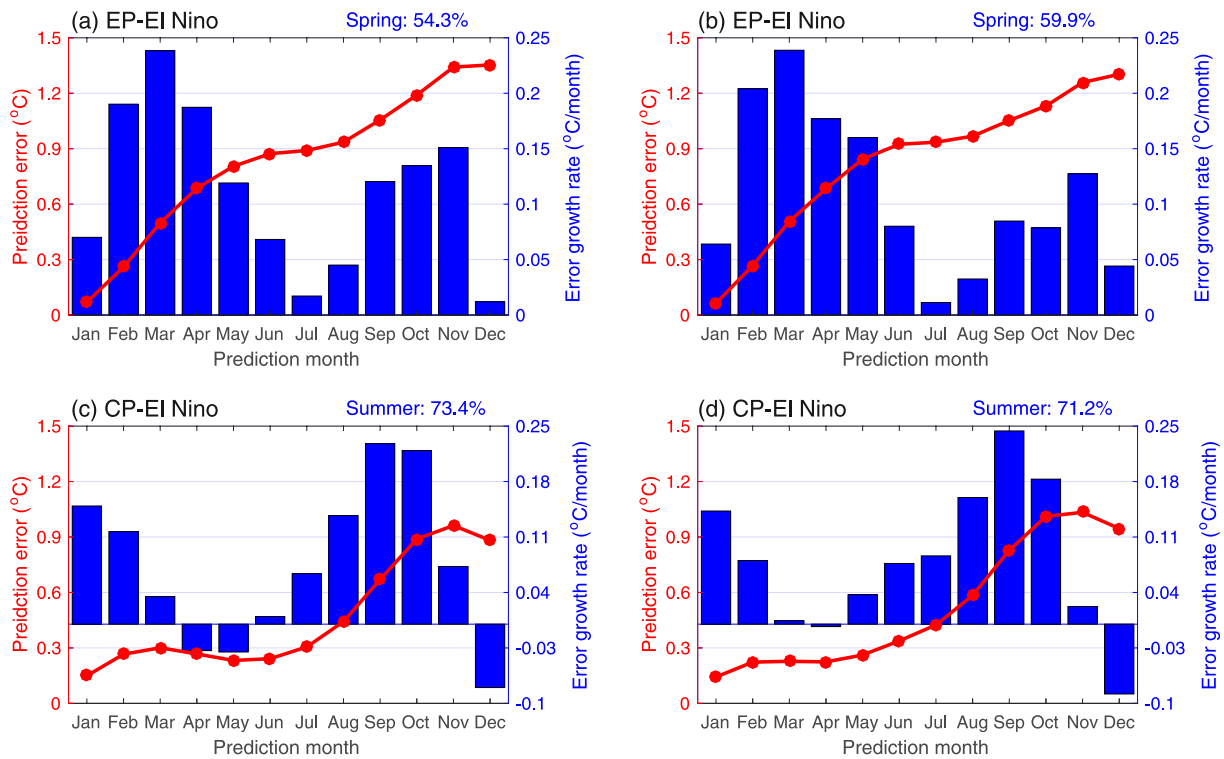 (a) EP-El Nino Spring: 54.3%
1.5 0.25
1.2 0.2
0.9 0.15
0.6 0.1
0.3 0.05
0 0
Preidction error (°C)
Error growth rate (°C/month)
Jan Feb Mar Apr May Jun Jul Aug Sep Oct Nov Dec
Prediction month
(b) EP-El Nino Spring: 59.9%
1.5 0.25
1.2 0.2
0.9 0.15
0.6 0.1
0.3 0.05
0 0
Preidction error (°C)
Error growth rate (°C/month)
Jan Feb Mar Apr May Jun Jul Aug Sep Oct Nov Dec
Prediction month
(c) CP-El Nino Summer: 73.4%
1.5 0.25
1.2 0.18
0.9 0.11
0.6 0.04
0.3 -0.03
0 -0.1
Preidction error (°C)
Error growth rate (°C/month)
Jan Feb Mar Apr May Jun Jul Aug Sep Oct Nov Dec
Prediction month
(d) CP-El Nino Summer: 71.2%
1.5 0.25
1.2 0.18
0.9 0.11
0.6 0.04
0.3 -0.03
0 -0.1
Preidction error (°C)
Error growth rate (°C/month)
Jan Feb Mar Apr May Jun Jul Aug Sep Oct Nov Dec
Prediction month